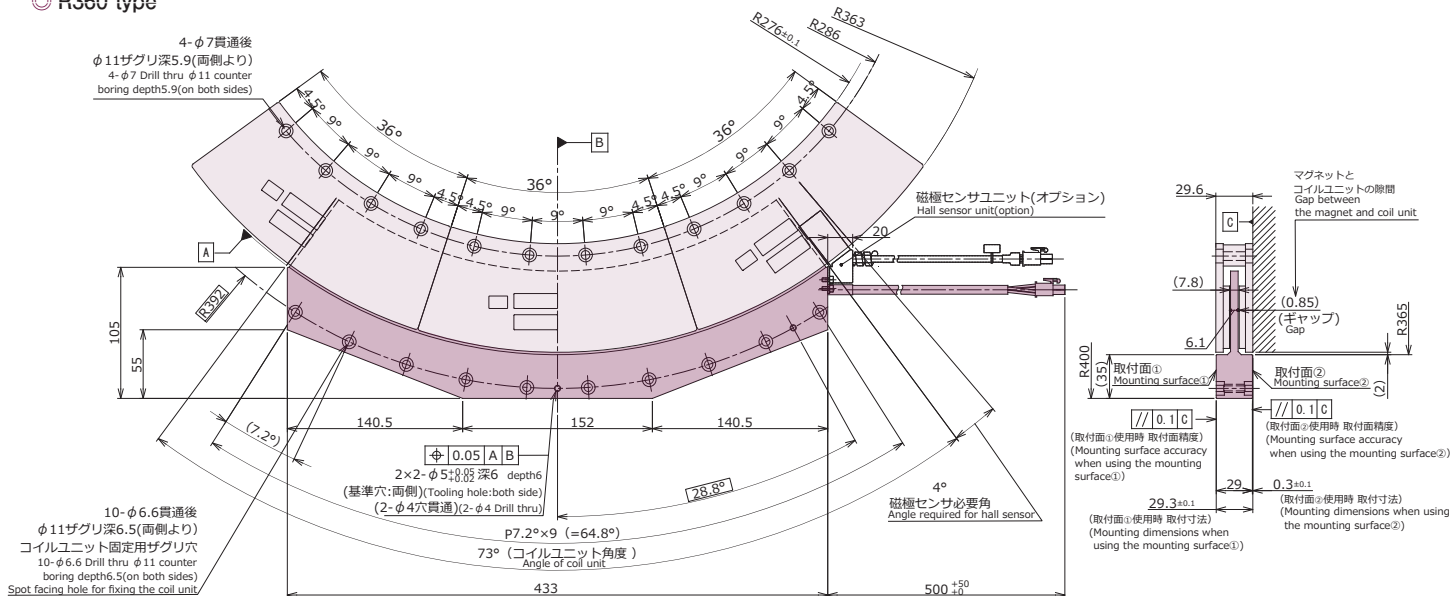 ◎ R360 type
4-φ7貫通後
φ11ザグリ深5.9(両側より)
4-φ7 Drill thru φ11 counter
boring depth5.9(on both sides)
R276±0.1
R286
R363
4.5°
9°
9°
4.5°
36°
4.5°
9°
9°
9°
4.5°
36°
4.5°
9°
9°
9°
4.5°
36°
B
A
磁極センサユニット(オプション)
Hall sensor unit(option)
20
R392
105
55
(7.2°)
140.5
152
140.5
⌖ 0.05 A B
2×2-φ5 +0.05 +0.02 深6 depth6
(基準穴:両側)(Tooling hole:both side)
(2-φ4穴貫通)(2-φ4 Drill thru)
28.8°
4°
磁極センサ必要角
Angle required for hall sensor
P7.2°×9 (=64.8°)
73° (コイルユニット角度 )
Angle of coil unit
10-φ6.6貫通後
φ11ザグリ深6.5(両側より)
コイルユニット固定用ザグリ穴
10-φ6.6 Drill thru φ11 counter
boring depth6.5(on both sides)
Spot facing hole for fixing the coil unit
433
500 +50 +0
29.6
C
マグネットと
コイルユニットの隙間
Gap between
the magnet and coil unit
(7.8)
(0.85)
(ギャップ)
Gap
6.1
R365
R400
(35)
(2)
取付面①
Mounting surface①
取付面②
Mounting surface②
// 0.1 C
(取付面①使用時 取付面精度)
(Mounting surface accuracy
when using the mounting
surface①)
// 0.1 C
(取付面②使用時 取付面精度)
(Mounting surface accuracy
when using the mounting surface②)
29
0.3±0.1
(取付面②使用時 取付寸法)
(Mounting dimensions when using
the mounting surface②)
29.3±0.1
(取付面①使用時 取付寸法)
(Mounting dimensions when
using the mounting surface①)